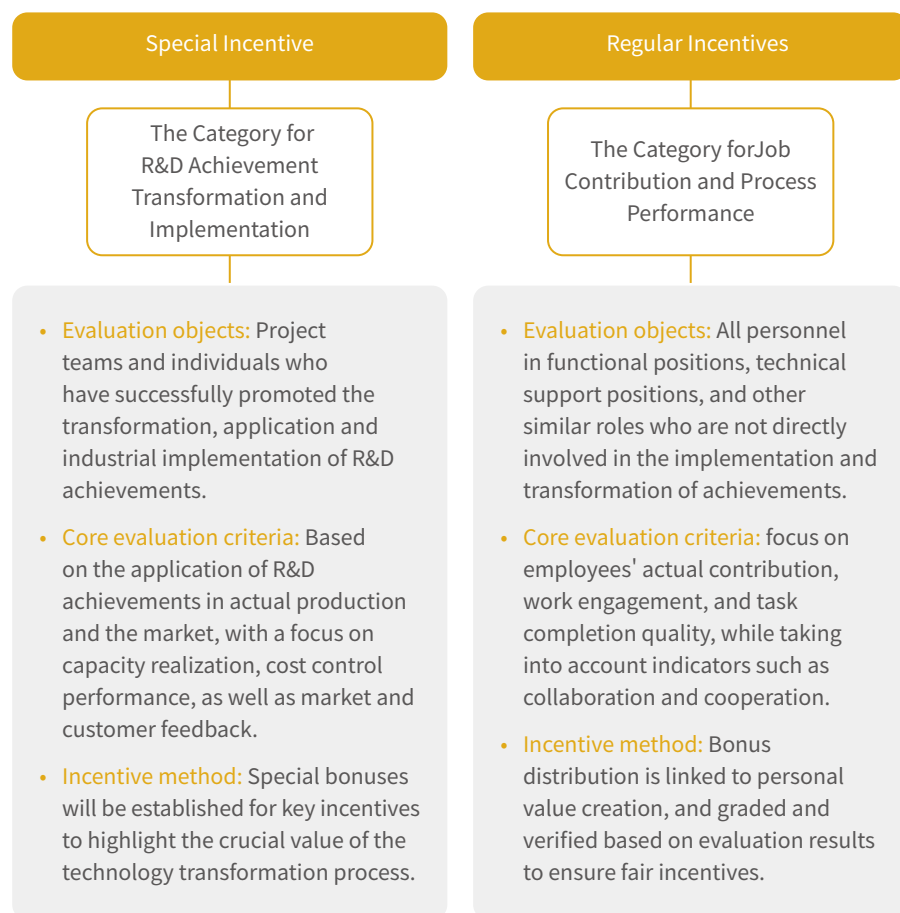 Special Incentive
The Category for
R&D Achievement
Transformation and
Implementation
• Evaluation objects: Project
teams and individuals who
have successfully promoted the
transformation, application and
industrial implementation of R&D
achievements.
• Core evaluation criteria: Based
on the application of R&D
achievements in actual production
and the market, with a focus on
capacity realization, cost control
performance, as well as market and
customer feedback.
• Incentive method: Special bonuses
will be established for key incentives
to highlight the crucial value of the
technology transformation process.
Regular Incentives
The Category forJob
Contribution and Process
Performance
• Evaluation objects: All personnel
in functional positions, technical
support positions, and other
similar roles who are not directly
involved in the implementation and
transformation of achievements.
• Core evaluation criteria: focus on
employees' actual contribution,
work engagement, and task
completion quality, while taking
into account indicators such as
collaboration and cooperation.
• Incentive method: Bonus
distribution is linked to personal
value creation, and graded and
verified based on evaluation results
to ensure fair incentives.